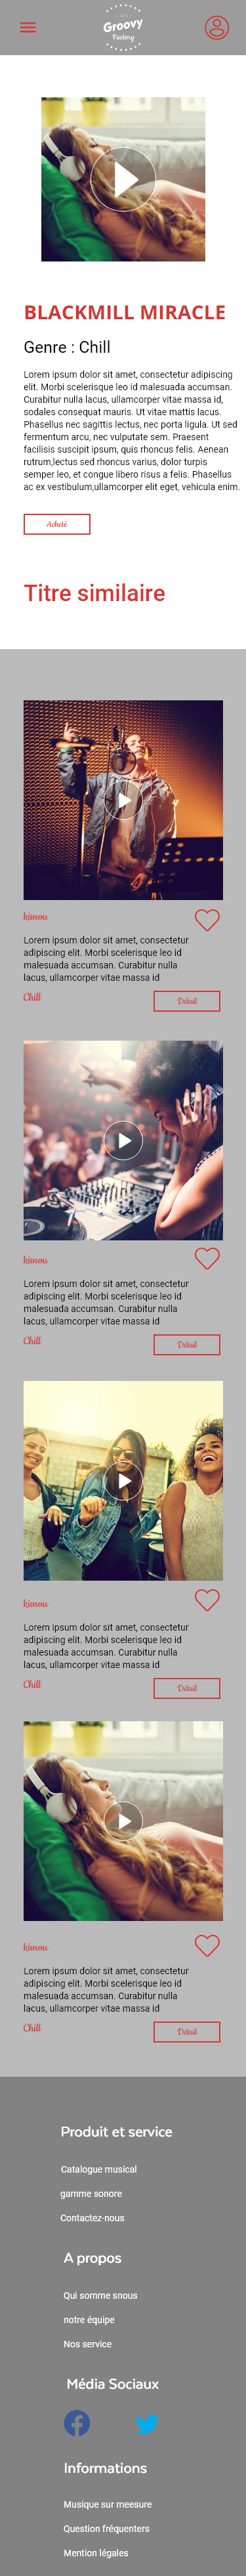 Groovy
Factory
BLACKMILL MIRACLE
Genre : Chill
Lorem ipsum dolor sit amet, consectetur adipiscing
elit. Morbi scelerisque leo id malesuada accumsan.
Curabitur nulla lacus, ullamcorper vitae massa id,
sodales consequat mauris. Ut vitae mattis lacus.
Phasellus nec sagittis lectus, nec porta ligula. Ut sed
fermentum arcu, nec vulputate sem. Praesent
facilisis suscipit ipsum, quis rhoncus felis. Aenean
rutrum,lectus sed rhoncus varius, dolor turpis
semper leo, et congue libero risus a felis. Phasellus
ac ex vestibulum,ullamcorper elit eget, vehicula enim.
Acheté
Titre similaire
kismou
Lorem ipsum dolor sit amet, consectetur
adipiscing elit. Morbi scelerisque leo id
malesuada accumsan. Curabitur nulla
lacus, ullamcorper vitae massa id
Chill
Détail
kismou
Lorem ipsum dolor sit amet, consectetur
adipiscing elit. Morbi scelerisque leo id
malesuada accumsan. Curabitur nulla
lacus, ullamcorper vitae massa id
Chill
Détail
kismou
Lorem ipsum dolor sit amet, consectetur
adipiscing elit. Morbi scelerisque leo id
malesuada accumsan. Curabitur nulla
lacus, ullamcorper vitae massa id
Chill
Détail
kismou
Lorem ipsum dolor sit amet, consectetur
adipiscing elit. Morbi scelerisque leo id
malesuada accumsan. Curabitur nulla
lacus, ullamcorper vitae massa id
Chill
Détail
Produit et service
Catalogue musical
gamme sonore
Contactez-nous
A propos
Qui somme snous
notre équipe
Nos service
Média Sociaux
Informations
Musique sur meesure
Question fréquenters
Mention légales